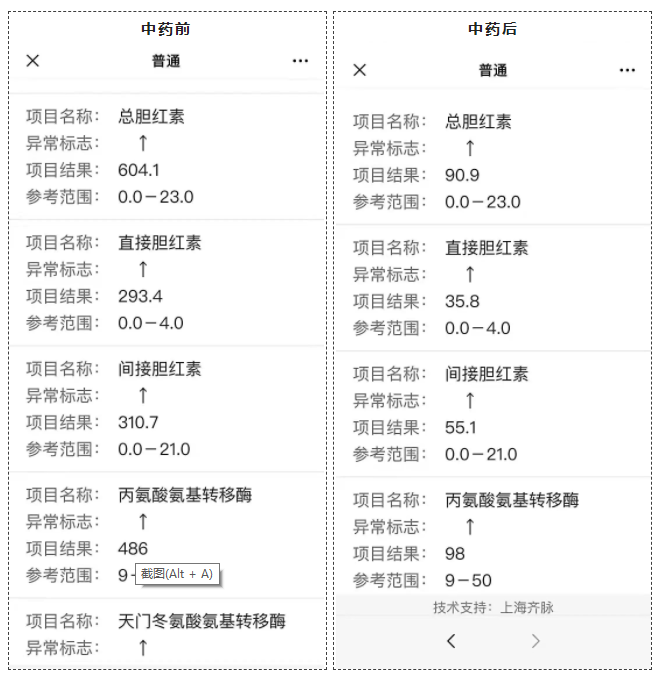 中药前
普通
项目名称： 总胆红素
异常标志： ↑
项目结果： 604.1
参考范围： 0.0－23.0
项目名称： 直接胆红素
异常标志： ↑
项目结果： 293.4
参考范围： 0.0－4.0
项目名称： 间接胆红素
异常标志： ↑
项目结果： 310.7
参考范围： 0.0－21.0
项目名称： 丙氨酸氨基转移酶
异常标志： ↑
项目结果： 486
参考范围： 9-
截图(Alt + A)
项目名称： 天门冬氨酸氨基转移酶
异常标志： ↑
中药后
普通
项目名称： 总胆红素
异常标志： ↑
项目结果： 90.9
参考范围： 0.0－23.0
项目名称： 直接胆红素
异常标志： ↑
项目结果： 35.8
参考范围： 0.0－4.0
项目名称： 间接胆红素
异常标志： ↑
项目结果： 55.1
参考范围： 0.0－21.0
项目名称： 丙氨酸氨基转移酶
异常标志： ↑
项目结果： 98
参考范围： 9－50
技术支持：上海齐脉